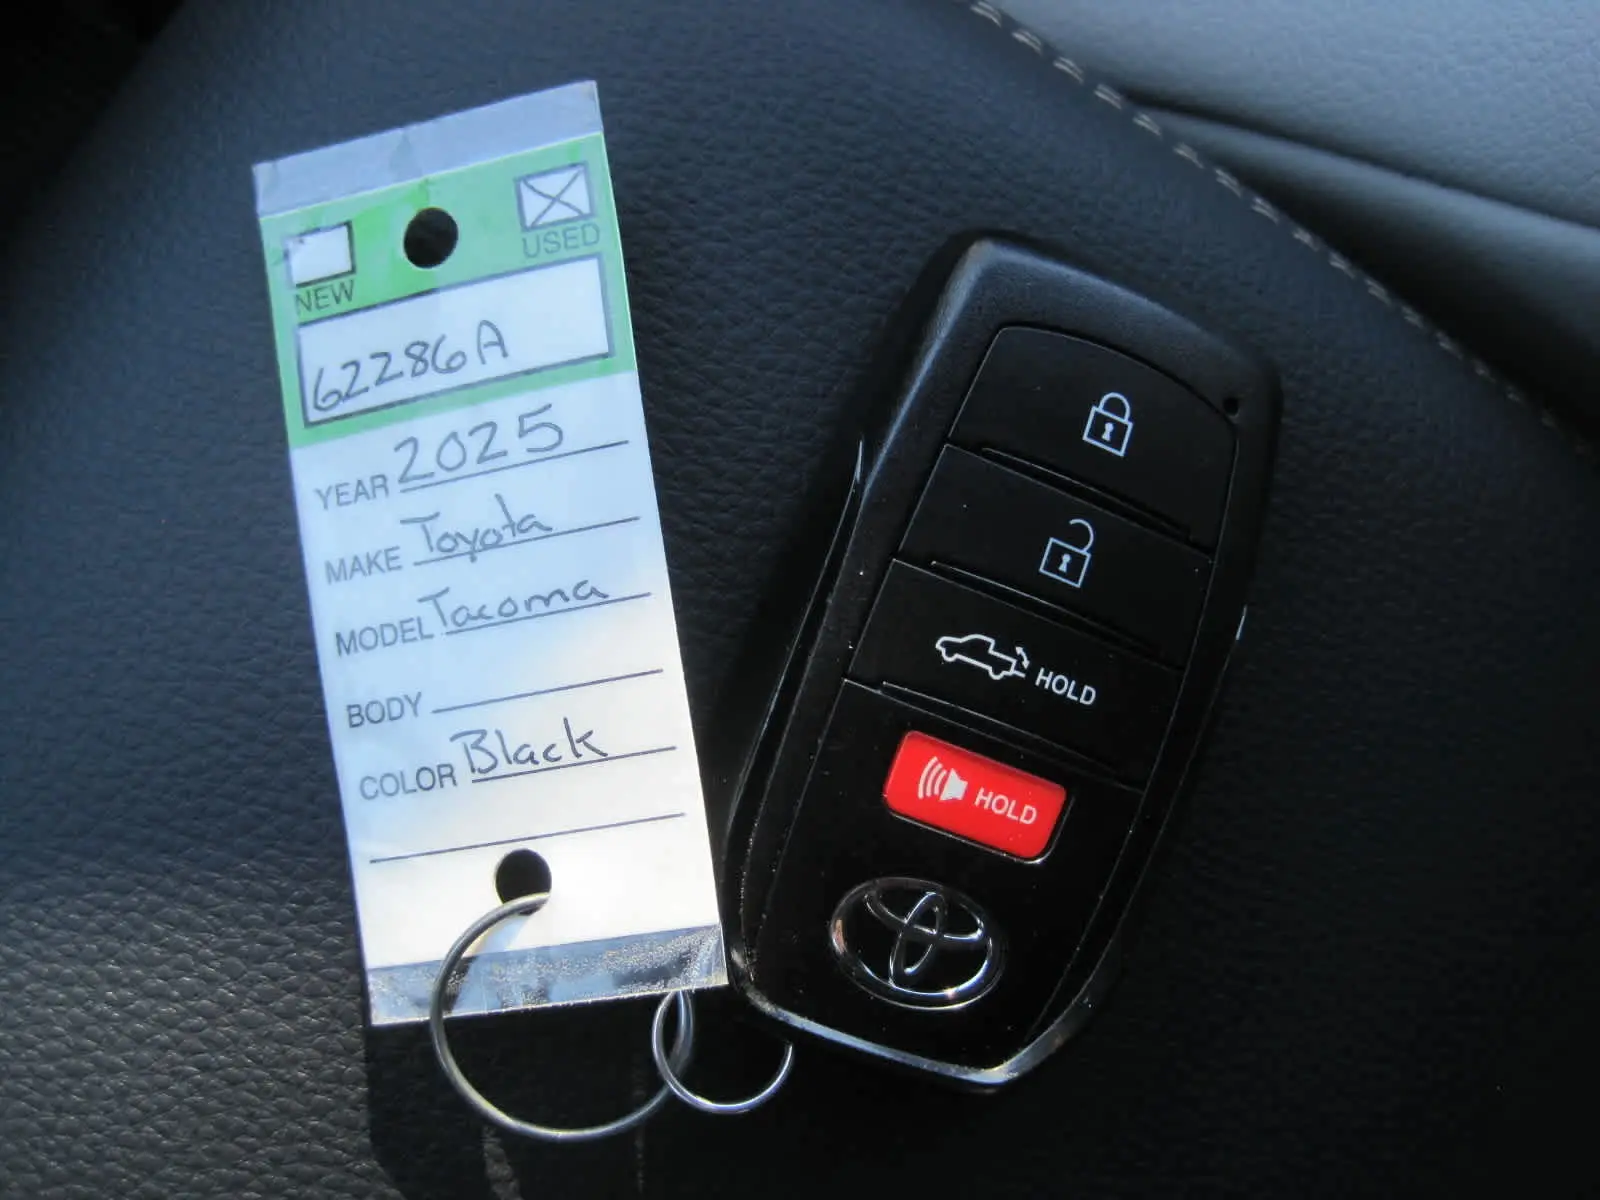 USED
NEW
62286A
YEAR 2025
MAKE Toyota
MODEL Tacoma
BODY
COLOR Black
HOLD
HOLD